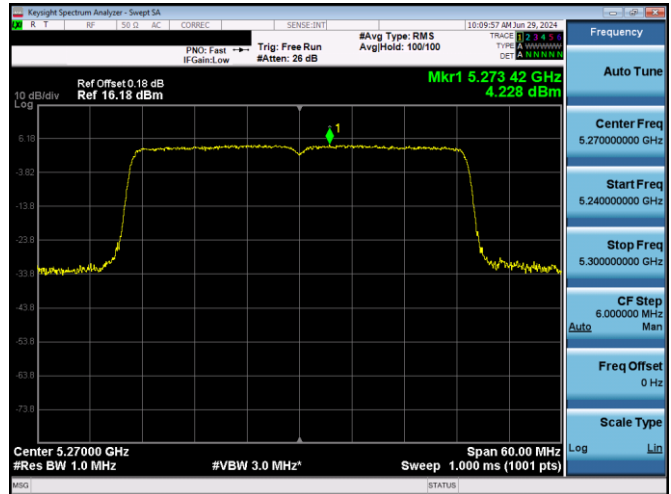 Keysight Spectrum Analyzer - Swept SA
R T RF 50 Ω AC CORREC SENSE:INT 10:09:57 AM Jun 29, 2024
PNO: Fast
IFGain:Low
Trig: Free Run
#Atten: 26 dB
#Avg Type: RMS
Avg|Hold: 100/100
TRACE 1 2 3 4 5 6
TYPE A WWWWW
DET A N N N N N
Ref Offset 0.18 dB
Ref 16.18 dBm
Mkr1 5.273 42 GHz
4.228 dBm
10 dB/div
Log
1
6.18
-3.82
-13.8
-23.8
-33.8
-43.8
-53.8
-63.8
-73.8
Center 5.27000 GHz
#Res BW 1.0 MHz
#VBW 3.0 MHz*
Span 60.00 MHz
Sweep 1.000 ms (1001 pts)
MSG
STATUS
Frequency
Auto Tune
Center Freq
5.270000000 GHz
Start Freq
5.240000000 GHz
Stop Freq
5.300000000 GHz
CF Step
6.000000 MHz
Auto Man
Freq Offset
0 Hz
Scale Type
Log Lin